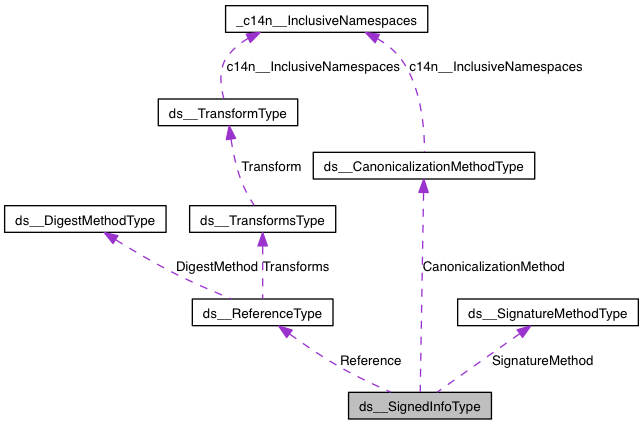 _c14n__InclusiveNamespaces
c14n__InclusiveNamespaces
c14n__InclusiveNamespaces
ds__TransformType
ds__CanonicalizationMethodType
Transform
ds__DigestMethodType
ds__TransformsType
DigestMethod
Transforms
CanonicalizationMethod
ds__ReferenceType
ds__SignatureMethodType
Reference
SignatureMethod
ds__SignedInfoType